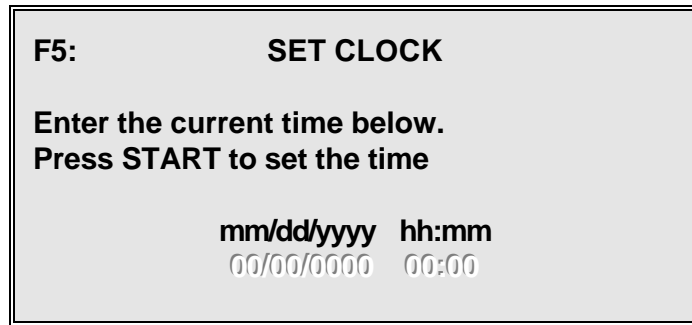 F5: SET CLOCK
Enter the current time below.
Press START to set the time
mm/dd/yyyy hh:mm
00/00/0000 00:00